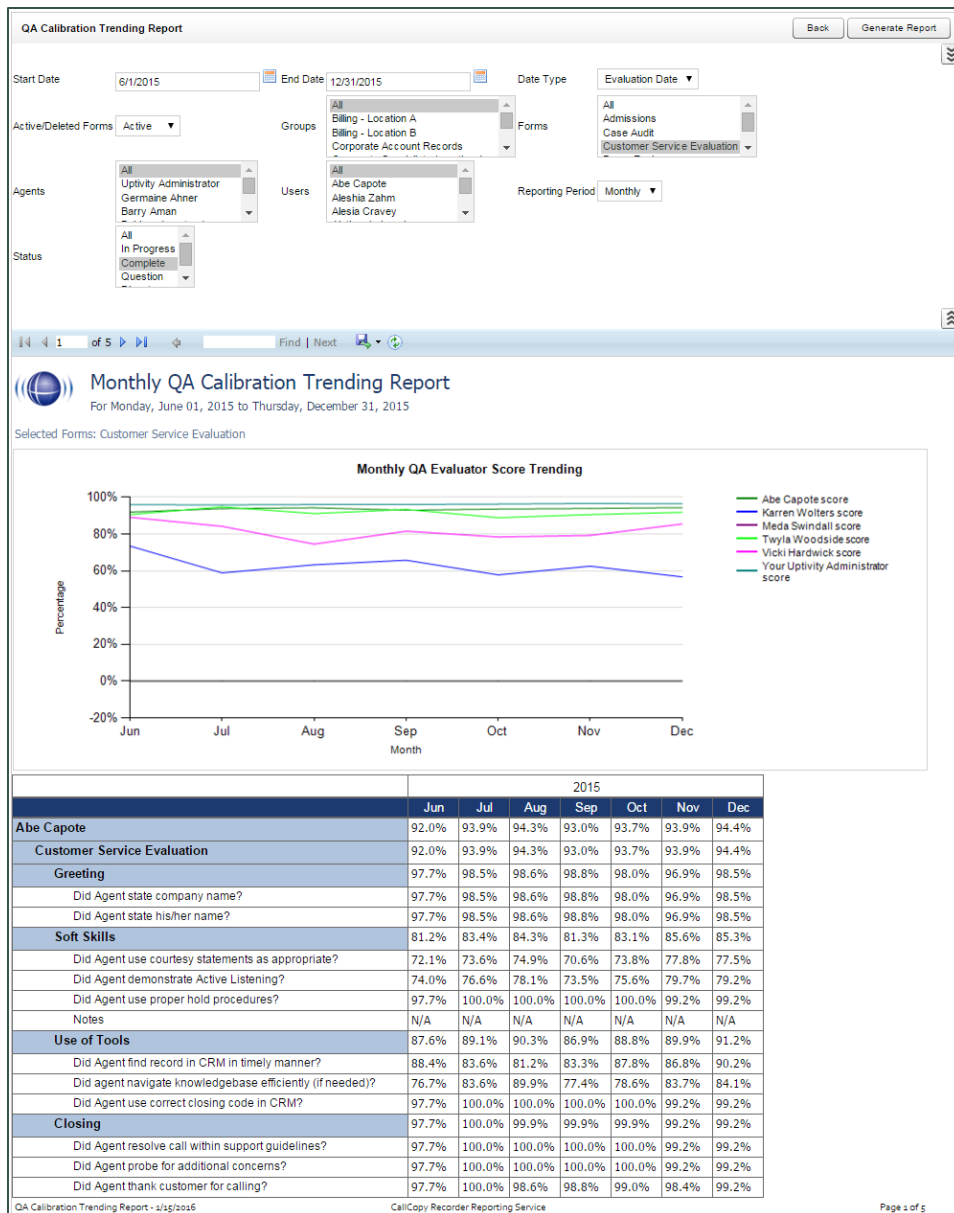 QA Calibration Trending Report
Back
Generate Report
Start Date
6/1/2015
End Date
12/31/2015
Date Type
Evaluation Date
Active/Deleted Forms
Active
Groups
All
Billing - Location A
Billing - Location B
Corporate Account Records
Forms
All
Admissions
Case Audit
Customer Service Evaluation
Agents
All
Uptivity Administrator
Germaine Ahner
Barry Aman
Users
All
Abe Capote
Aleshia Zahm
Alesia Cravey
Reporting Period
Monthly
Status
All
In Progress
Complete
Question
1 of 5
Find | Next
Monthly QA Calibration Trending Report
For Monday, June 01, 2015 to Thursday, December 31, 2015
Selected Forms: Customer Service Evaluation
Monthly QA Evaluator Score Trending
100%
80%
60%
40%
20%
0%
-20%
Percentage
Jun Jul Aug Sep Oct Nov Dec
Month
Abe Capote score
Karren Wolters score
Meda Swindall score
Twyla Woodside score
Vicki Hardwick score
Your Uptivity Administrator
score
2015
Jun Jul Aug Sep Oct Nov Dec
Abe Capote 92.0% 93.9% 94.3% 93.0% 93.7% 93.9% 94.4%
Customer Service Evaluation 92.0% 93.9% 94.3% 93.0% 93.7% 93.9% 94.4%
Greeting 97.7% 98.5% 98.6% 98.8% 98.0% 96.9% 98.5%
Did Agent state company name? 97.7% 98.5% 98.6% 98.8% 98.0% 96.9% 98.5%
Did Agent state his/her name? 97.7% 98.5% 98.6% 98.8% 98.0% 96.9% 98.5%
Soft Skills 81.2% 83.4% 84.3% 81.3% 83.1% 85.6% 85.3%
Did Agent use courtesy statements as appropriate? 72.1% 73.6% 74.9% 70.6% 73.8% 77.8% 77.5%
Did Agent demonstrate Active Listening? 74.0% 76.6% 78.1% 73.5% 75.6% 79.7% 79.2%
Did Agent use proper hold procedures? 97.7% 100.0% 100.0% 100.0% 100.0% 99.2% 99.2%
Notes N/A N/A N/A N/A N/A N/A N/A
Use of Tools 87.6% 89.1% 90.3% 86.9% 88.8% 89.9% 91.2%
Did Agent find record in CRM in timely manner? 88.4% 83.6% 81.2% 83.3% 87.8% 86.8% 90.2%
Did agent navigate knowledgebase efficiently (if needed)? 76.7% 83.6% 89.9% 77.4% 78.6% 83.7% 84.1%
Did Agent use correct closing code in CRM? 97.7% 100.0% 100.0% 100.0% 100.0% 99.2% 99.2%
Closing 97.7% 100.0% 99.9% 99.9% 99.9% 99.2% 99.2%
Did Agent resolve call within support guidelines? 97.7% 100.0% 100.0% 100.0% 100.0% 99.2% 99.2%
Did Agent probe for additional concerns? 97.7% 100.0% 100.0% 100.0% 100.0% 99.2% 99.2%
Did Agent thank customer for calling? 97.7% 100.0% 98.6% 98.8% 99.0% 98.4% 99.2%
QA Calibration Trending Report - 1/15/2016
CallCopy Recorder Reporting Service
Page 1 of 5